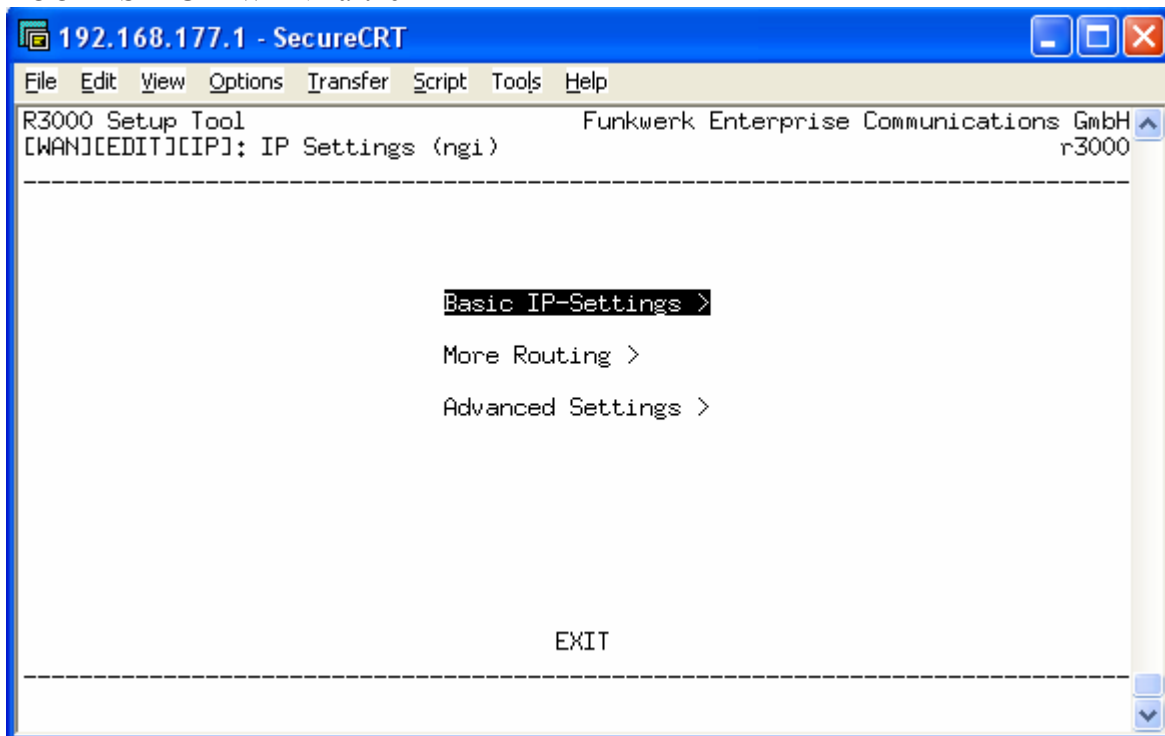 192.168.177.1 - SecureCRT
File Edit View Options Transfer Script Tools Help
R3000 Setup Tool Funkwerk Enterprise Communications GmbH
[WAN][EDIT][IP]: IP Settings (ngi) r3000
Basic IP-Settings >
More Routing >
Advanced Settings >
EXIT